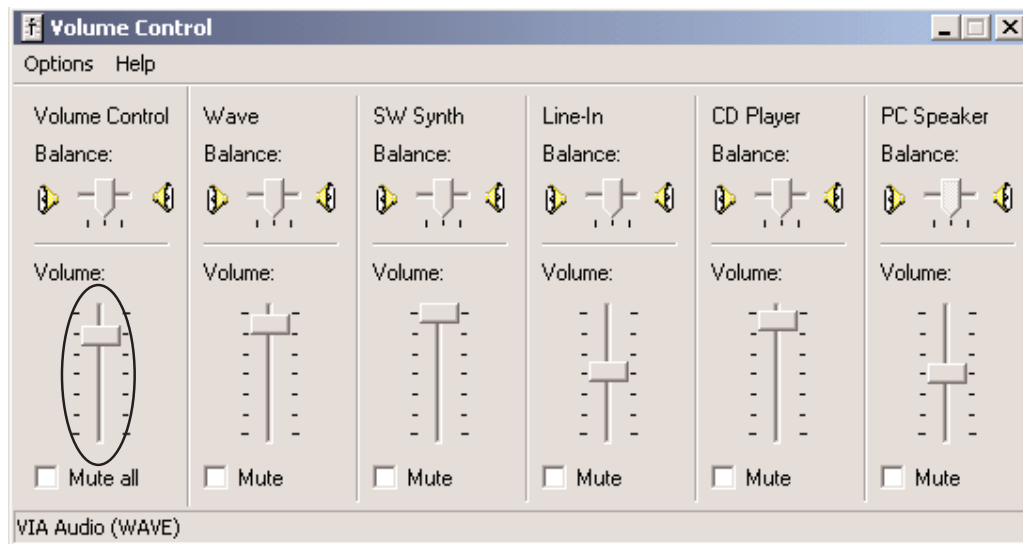 Volume Control
Options Help
Volume Control Wave SW Synth Line-In CD Player PC Speaker
Balance: Balance: Balance: Balance: Balance: Balance:
Volume: Volume: Volume: Volume: Volume: Volume:
Mute all Mute Mute Mute Mute Mute
VIA Audio (WAVE)